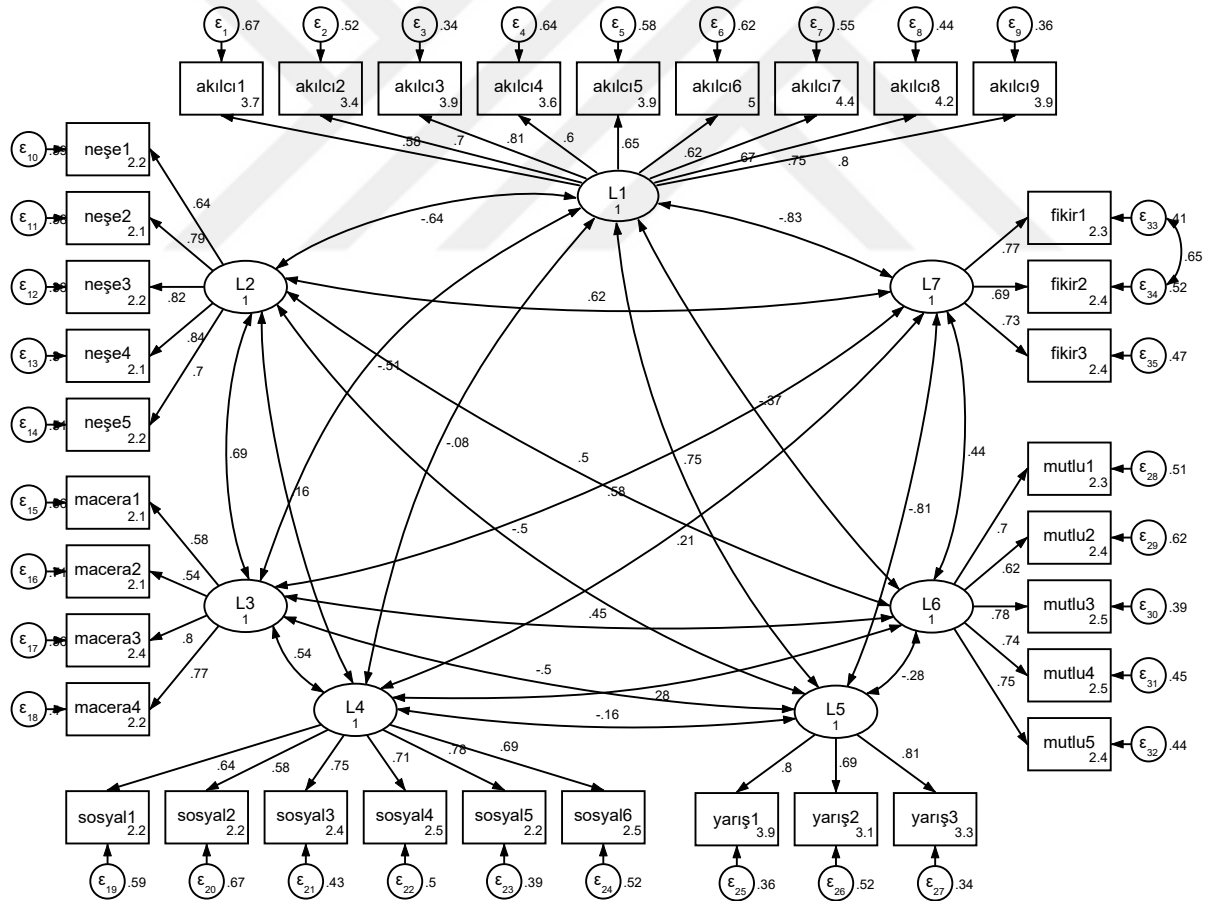 ε1 .67 ε2 .52 ε3 .34 ε4 .64 ε5 .58 ε6 .62 ε7 .55 ε8 .44 ε9 .36
akılcı1 3.7 akılcı2 3.4 akılcı3 3.9 akılcı4 3.6 akılcı5 3.9 akılcı6 5 akılcı7 4.4 akılcı8 4.2 akılcı9 3.9
.58 .7 .81 .6 .65 .62 .67 .75 .8
L1 1
ε10 neşe1 2.2 .64
ε11 neşe2 2.1 .79
ε12 neşe3 2.2 .82
ε13 neşe4 2.1 .84
ε14 neşe5 2.2 .7
L2 1
-.64 -.83
.62
fikir1 2.3 ε33 .41 .77
fikir2 2.4 ε34 .52 .69
.65
fikir3 2.4 ε35 .47 .73
L7 1
-.51 -.37
-.08 .75 .44
.69 .16 .5 .58
-.5 .21 -.81
ε15 macera1 2.1 .58
ε16 macera2 2.1 .54
ε17 macera3 2.4 .8
ε18 macera4 2.2 .77
L3 1
mutlu1 2.3 ε28 .51 .7
mutlu2 2.4 ε29 .62 .62
mutlu3 2.5 ε30 .39 .78
mutlu4 2.5 ε31 .45 .74
mutlu5 2.4 ε32 .44 .75
L6 1
.45
.54 -.5 .28 -.28
-.16
L4 1
L5 1
.64 .58 .75 .71 .78 .69
.8 .69 .81
sosyal1 2.2 sosyal2 2.2 sosyal3 2.4 sosyal4 2.5 sosyal5 2.2 sosyal6 2.5
yarış1 3.9 yarış2 3.1 yarış3 3.3
ε19 .59 ε20 .67 ε21 .43 ε22 .5 ε23 .39 ε24 .52
ε25 .36 ε26 .52 ε27 .34